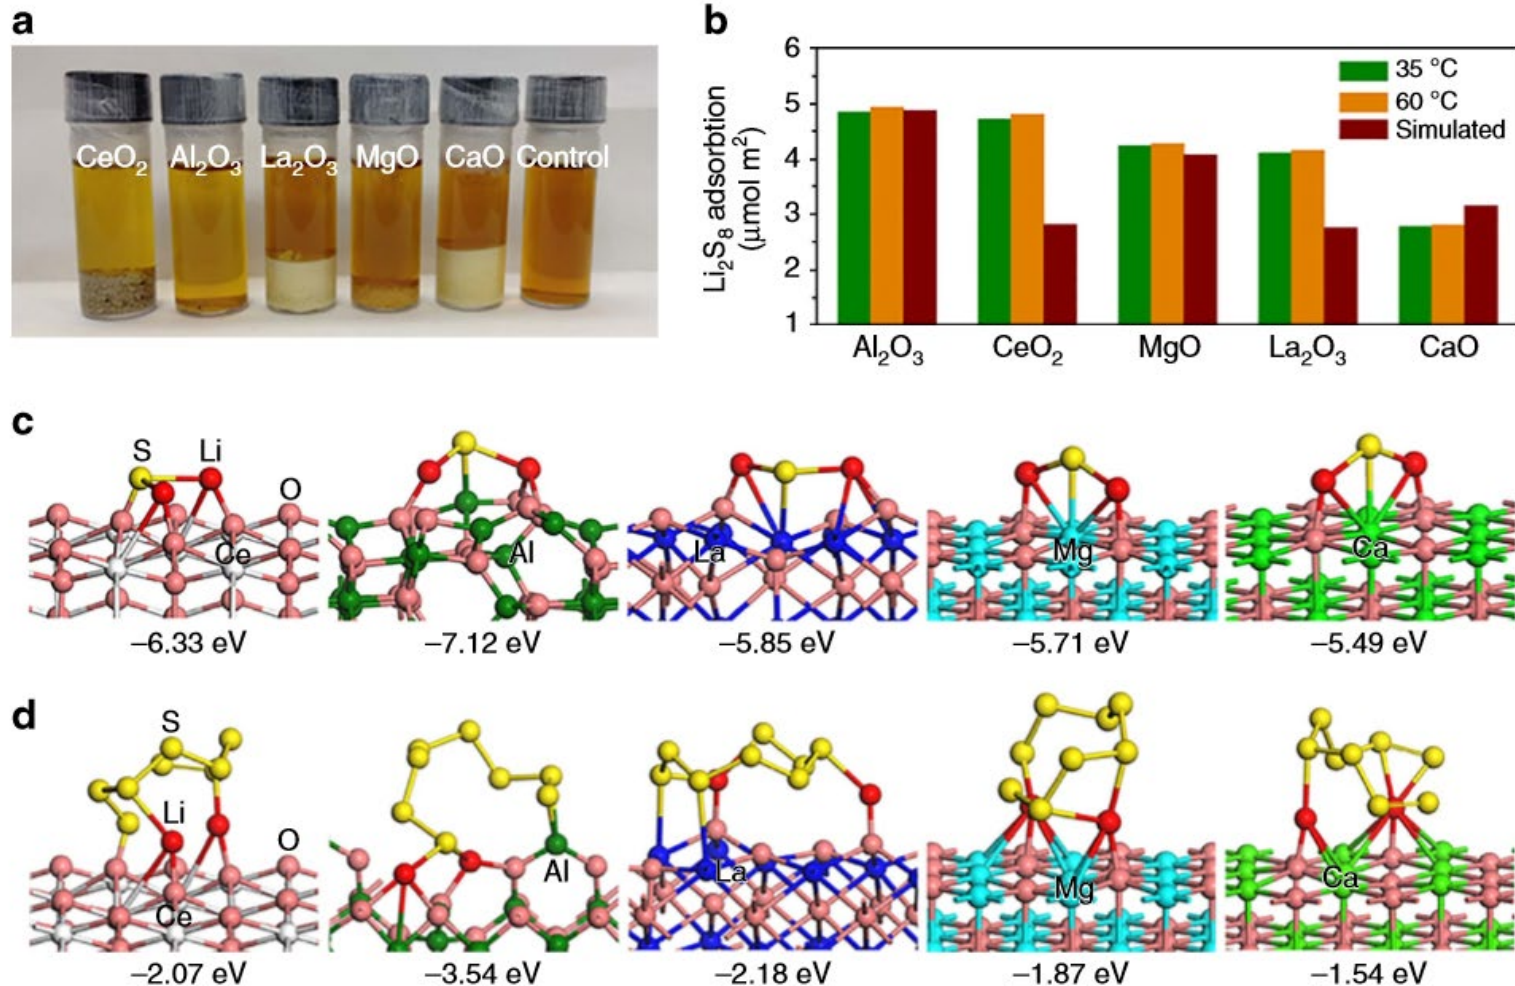 a
CeO₂ Al₂O₃ La₂O₃ MgO CaO Control
b
Li₂S₈ adsorbtion
(μmol m²)
6
5
4
3
2
1
35 °C
60 °C
Simulated
Al₂O₃ CeO₂ MgO La₂O₃ CaO
c
S Li O Ce
Al
La
Mg
Ca
–6.33 eV –7.12 eV –5.85 eV –5.71 eV –5.49 eV
d
S Li O Ce
Al
La
Mg
Ca
–2.07 eV –3.54 eV –2.18 eV –1.87 eV –1.54 eV